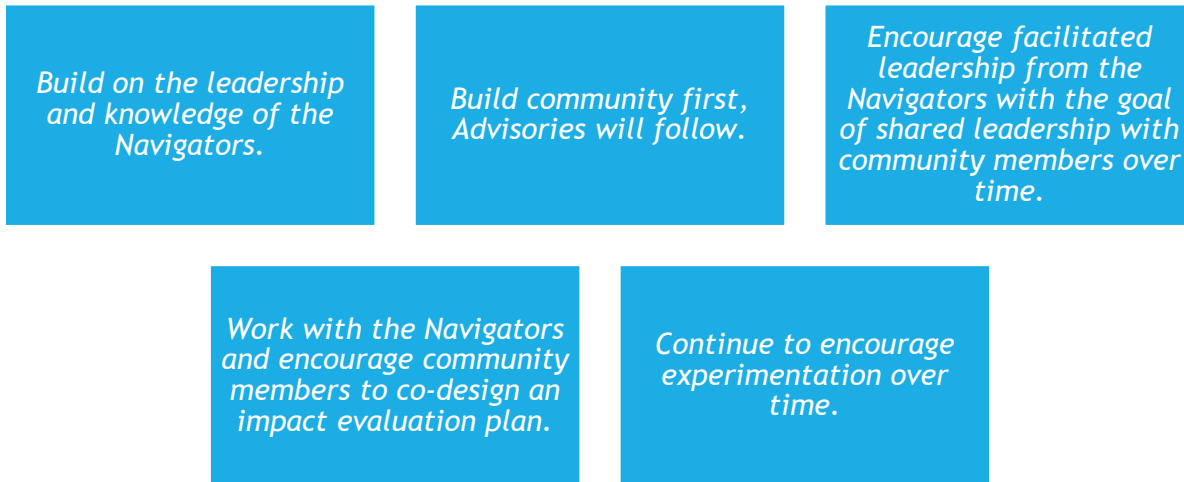 Build on the leadership
and knowledge of the
Navigators.
Build community first,
Advisories will follow.
Encourage facilitated
leadership from the
Navigators with the goal
of shared leadership with
community members over
time.
Work with the Navigators
and encourage community
members to co-design an
impact evaluation plan.
Continue to encourage
experimentation over
time.